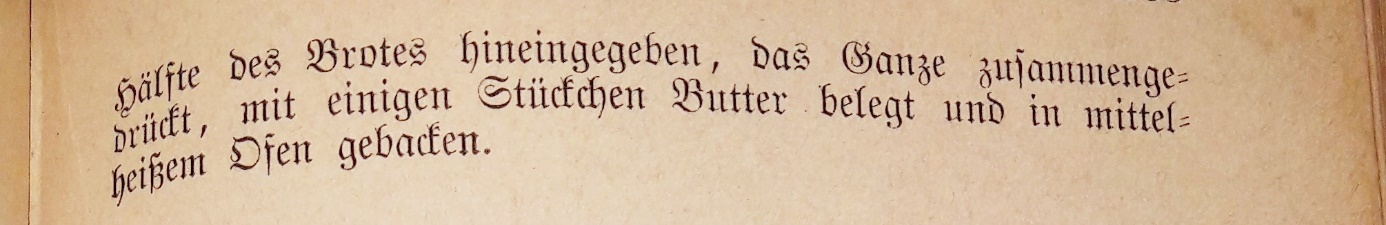 Hälfte des Brotes hineingegeben, das Ganze zusammenge-
drückt, mit einigen Stückchen Butter belegt und in mittel-
heißem Ofen gebacken.